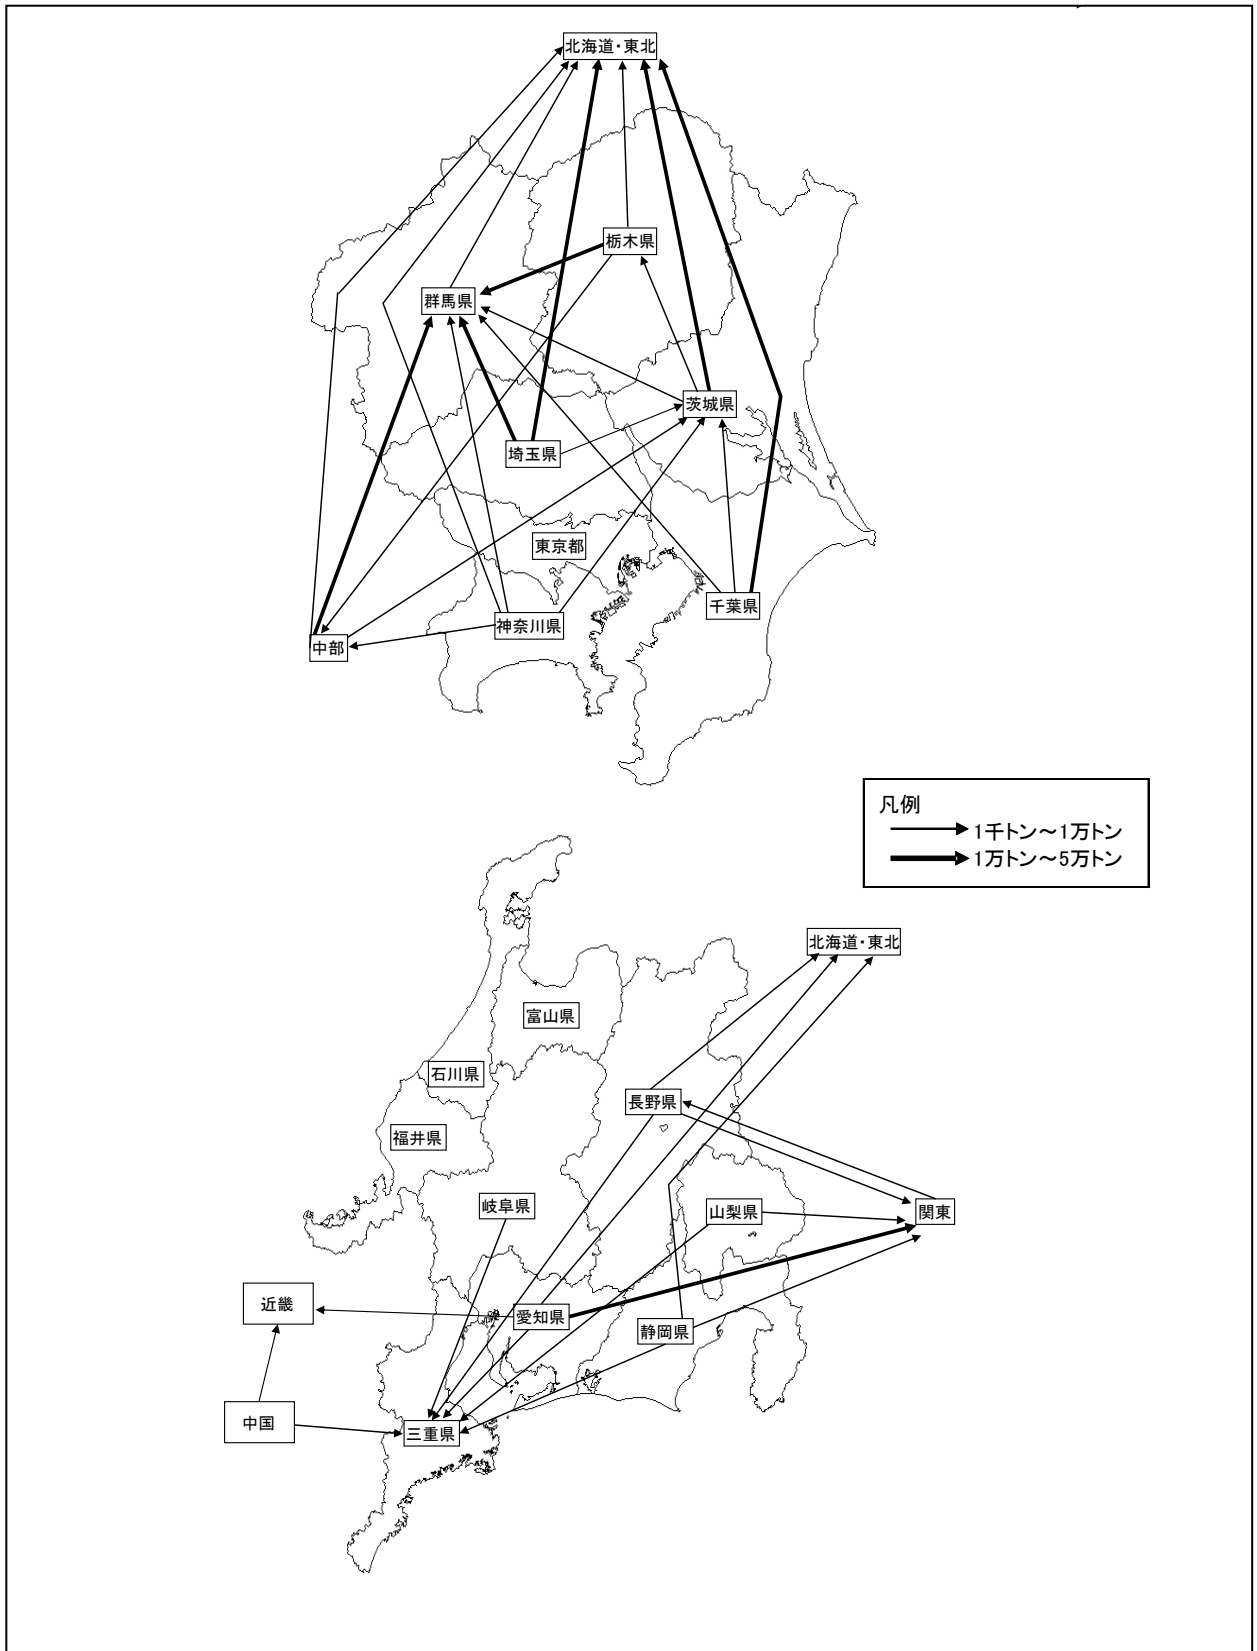 北海道・東北
栃木県
群馬県
茨城県
埼玉県
東京都
千葉県
神奈川県
中部
凡例
1千トン～1万トン
1万トン～5万トン
北海道・東北
富山県
石川県
長野県
福井県
岐阜県
山梨県
関東
近畿
愛知県
静岡県
中国
三重県